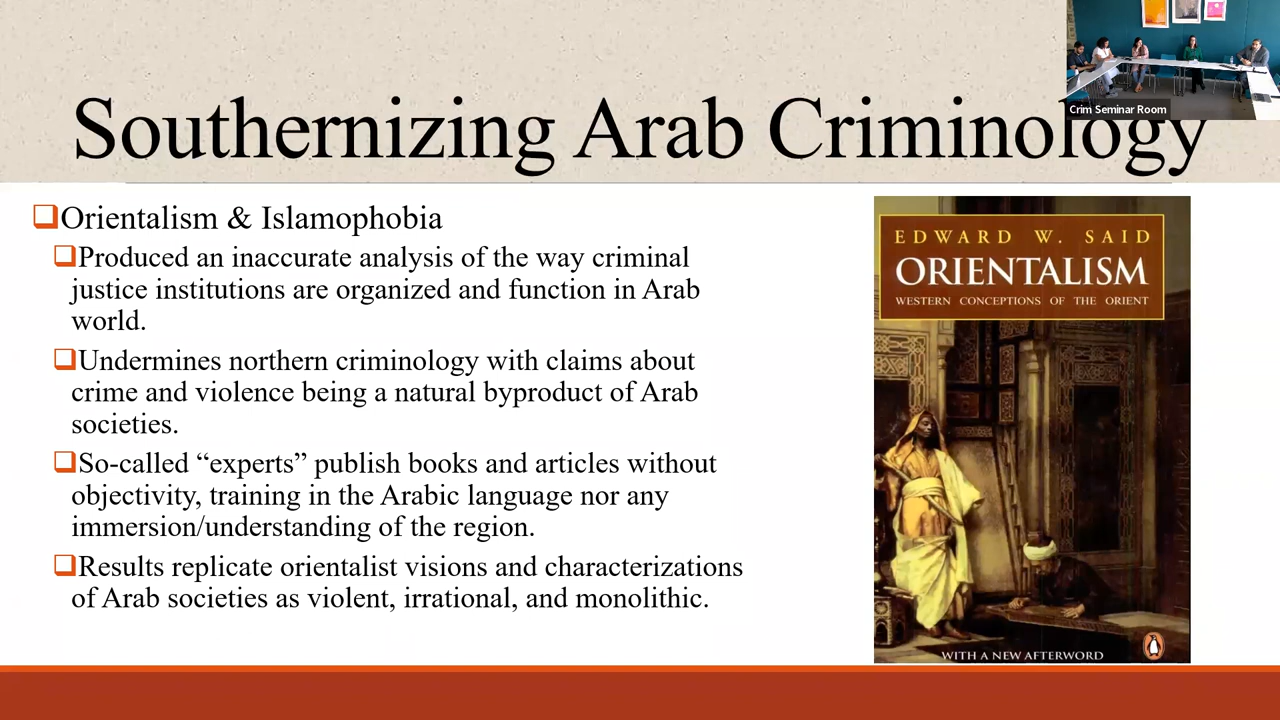 Southernizing Arab Criminology
Crim Seminar Room
Orientalism & Islamophobia
Produced an inaccurate analysis of the way criminal
justice institutions are organized and function in Arab
world.
Undermines northern criminology with claims about
crime and violence being a natural byproduct of Arab
societies.
So-called “experts” publish books and articles without
objectivity, training in the Arabic language nor any
immersion/understanding of the region.
Results replicate orientalist visions and characterizations
of Arab societies as violent, irrational, and monolithic.
EDWARD W. SAID
ORIENTALISM
WESTERN CONCEPTIONS OF THE ORIENT
WITH A NEW AFTERWORD